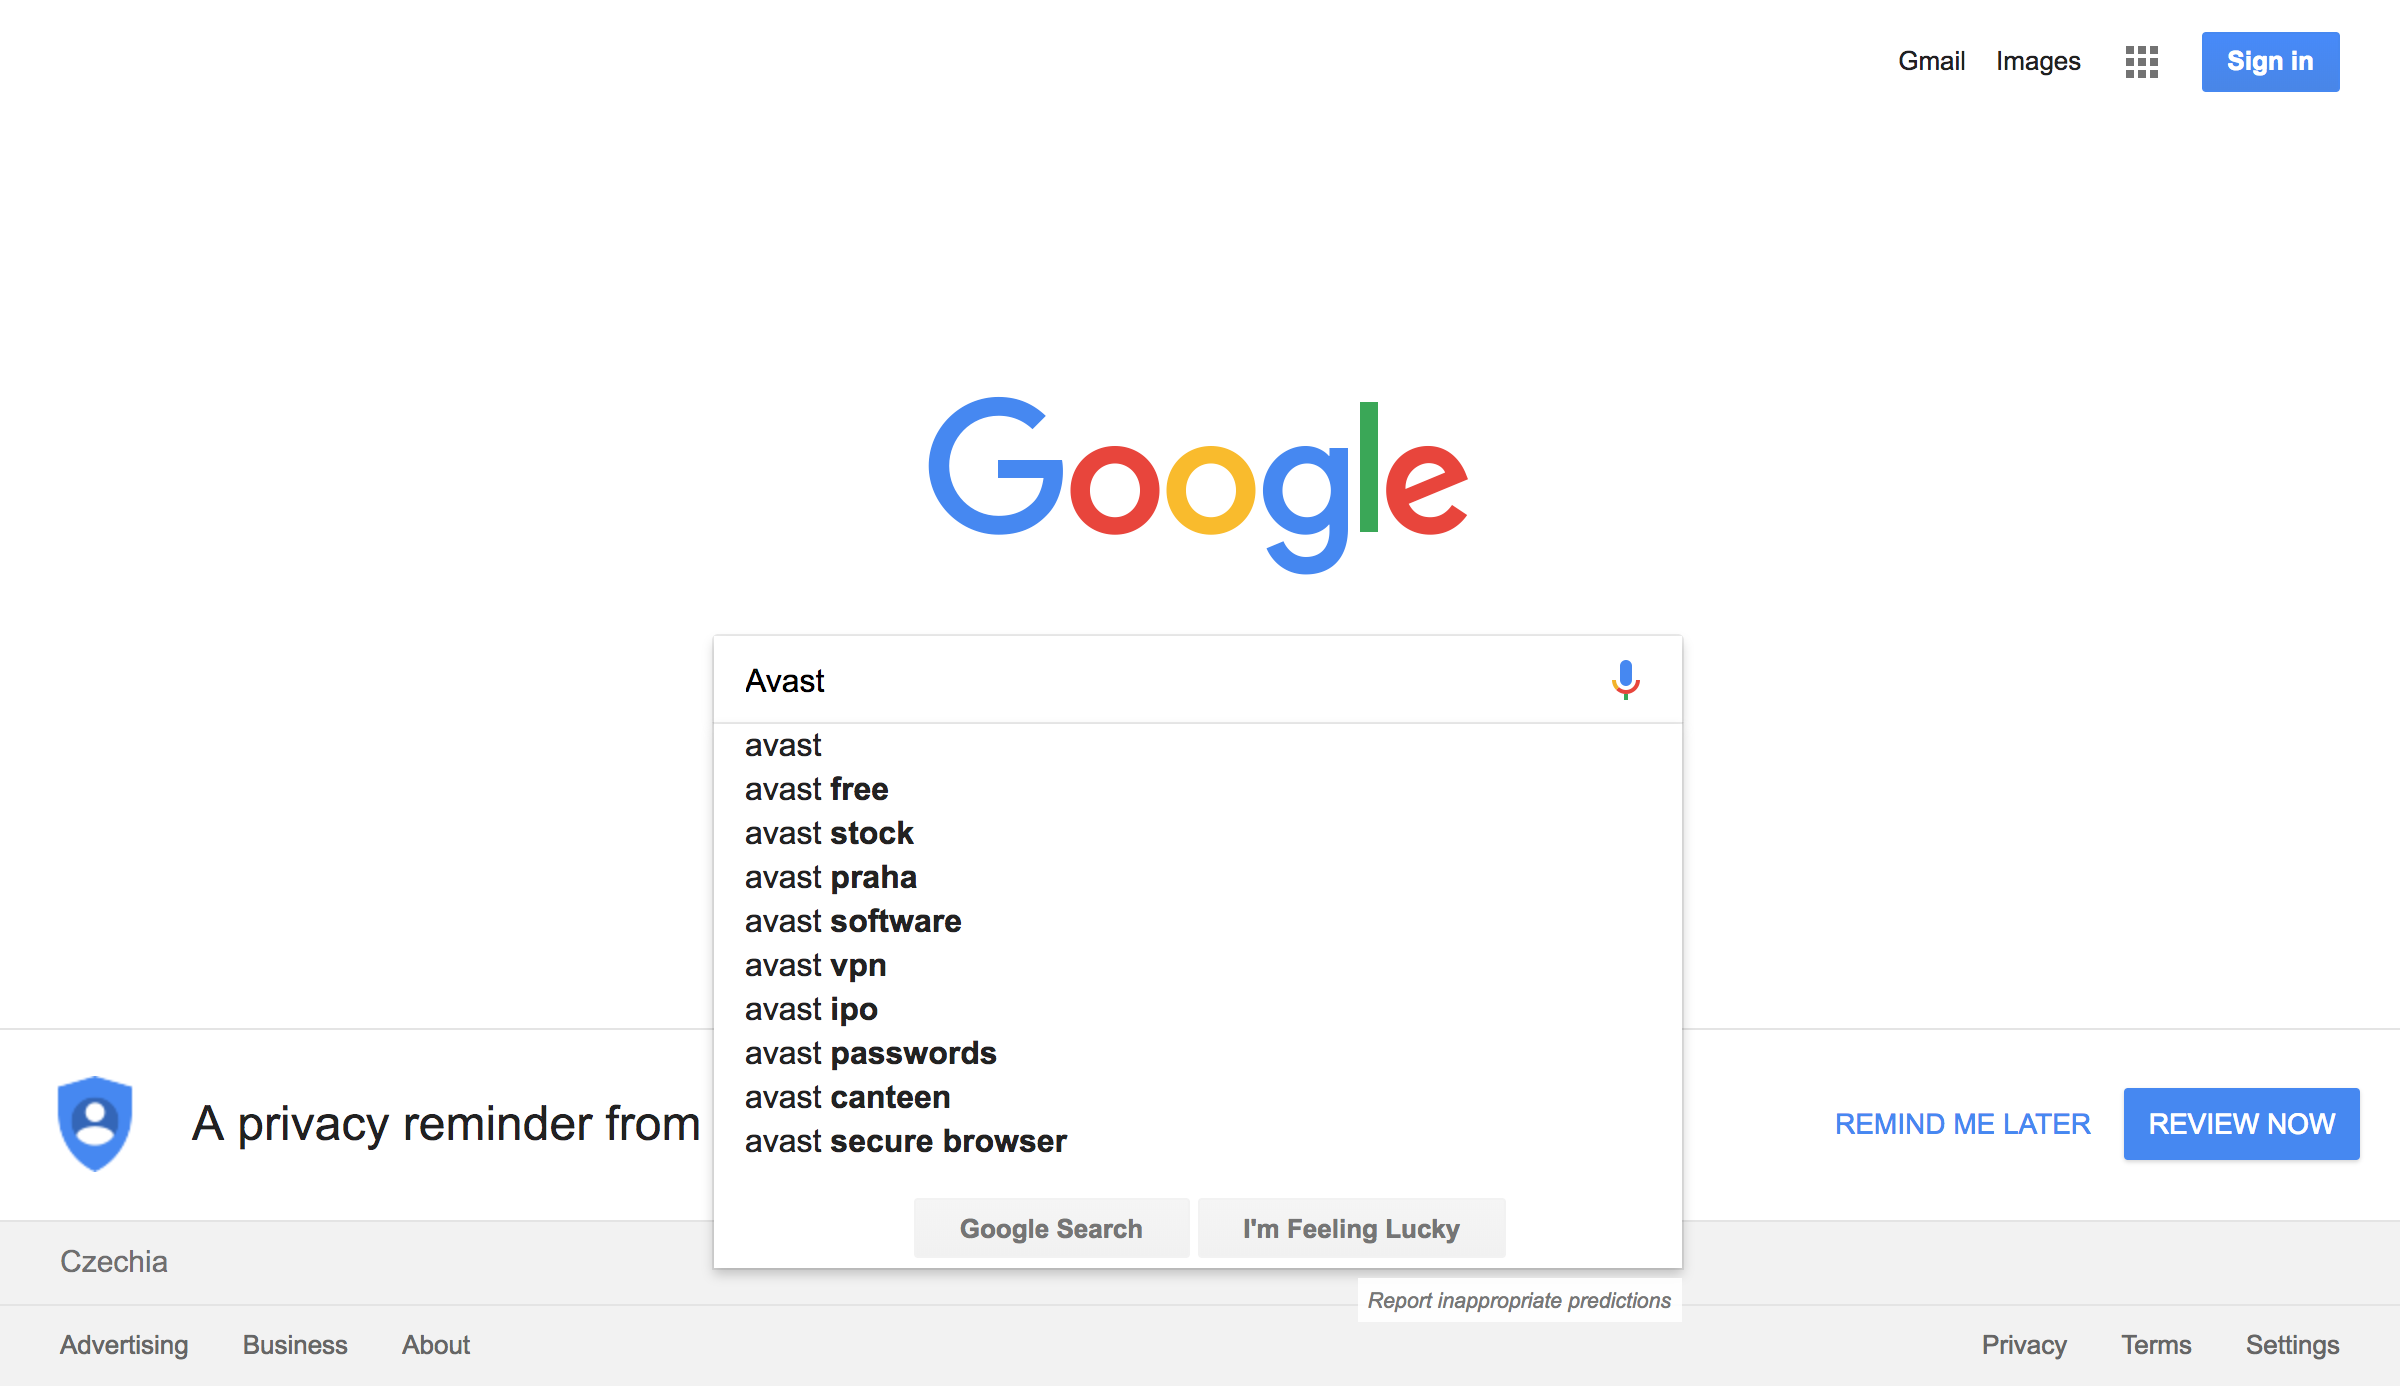 Gmail Images Sign in
Google
Avast
avast
avast free
avast stock
avast praha
avast software
avast vpn
avast ipo
avast passwords
avast canteen
avast secure browser
A privacy reminder from
REMIND ME LATER REVIEW NOW
Google Search I'm Feeling Lucky
Czechia
Report inappropriate predictions
Advertising Business About Privacy Terms Settings